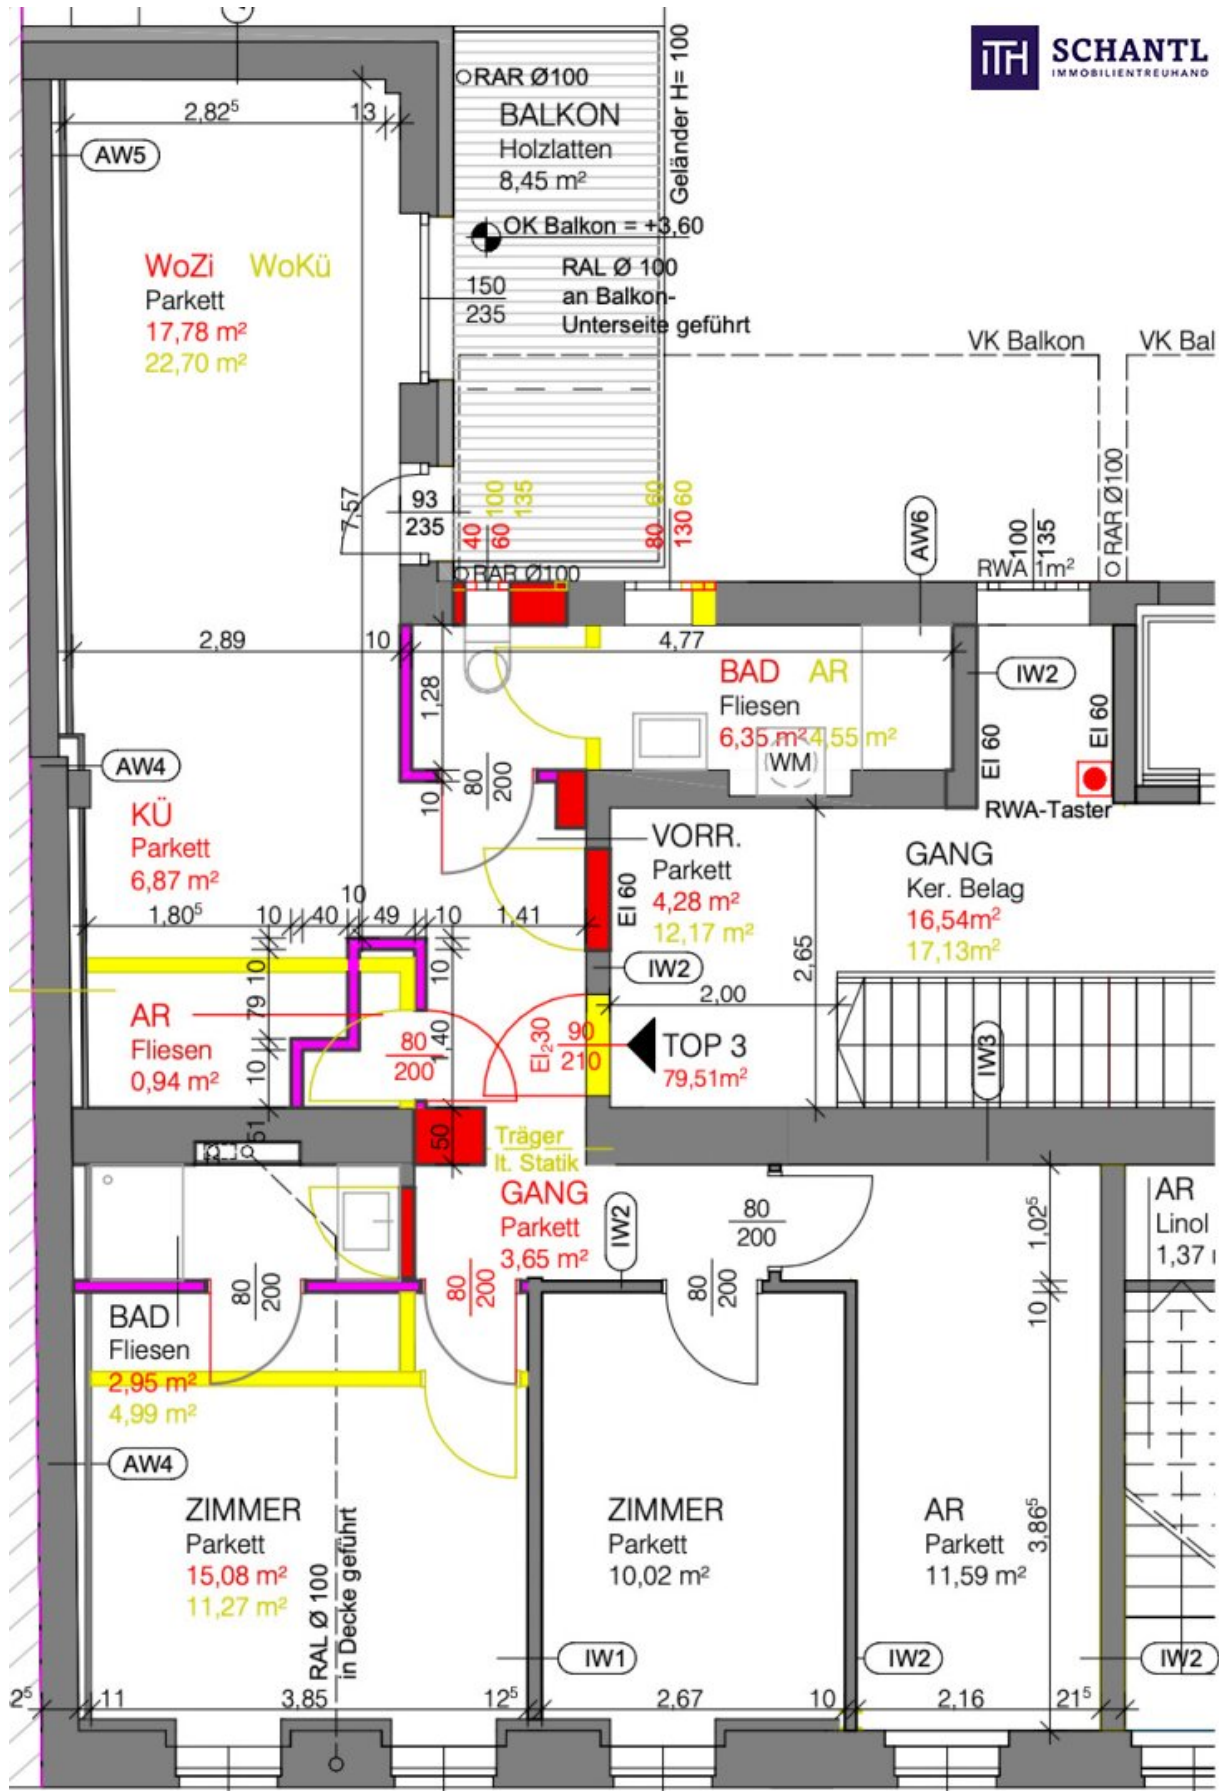 iTH SCHANTL
IMMOBILIENTREUHAND
RAR Ø100
BALKON
Holzlatten
8,45 m²
Geländer H= 100
2,82⁵
13
AW5
OK Balkon = +3,60
RAL Ø 100
an Balkon-
Unterseite geführt
150
235
WoZi WoKü
Parkett
17,78 m²
22,70 m²
VK Balkon
VK Bal
7,57
93
235
100
135
40
60
60
60
80
130
RAR Ø100
AW6
RWA 1m²
100
135
RAR Ø100
2,89
10
4,77
1,28
BAD AR
Fliesen
6,35 m² 4,55 m²
WM
IW2
EI 60
EI 60
RWA-Taster
AW4
80
200
10
KÜ
Parkett
6,87 m²
VORR.
Parkett
4,28 m²
12,17 m²
EI 60
GANG
Ker. Belag
16,54m²
17,13m²
1,80⁵
10
40
10
49
10
1,41
IW2
2,65
2,00
10
79
10
10
1,40
AR
Fliesen
0,94 m²
80
200
EI₂30
90
210
TOP 3
79,51m²
IW3
51
50
Träger
lt. Statik
GANG
Parkett
3,65 m²
IW2
80
200
AR
Linol
1,37
1,02⁵
10
80
200
80
200
80
200
BAD
Fliesen
2,95 m²
4,99 m²
AW4
ZIMMER
Parkett
15,08 m²
11,27 m²
RAL Ø 100
in Decke geführt
ZIMMER
Parkett
10,02 m²
AR
Parkett
11,59 m²
3,86⁵
IW1
IW2
IW2
2⁵
11
3,85
12⁵
2,67
10
2,16
21⁵